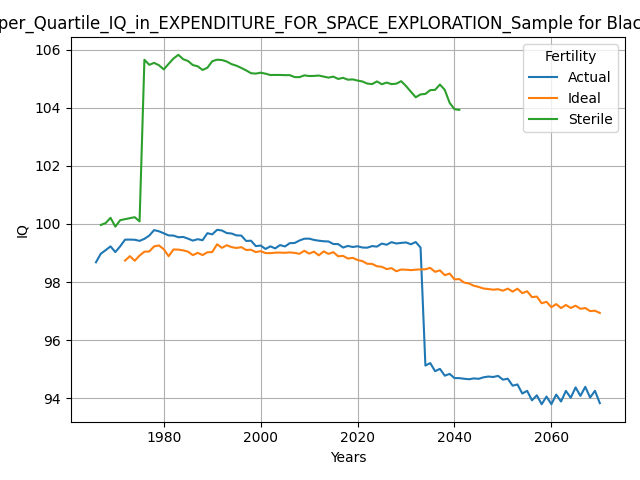 per_Quartile_IQ_in_EXPENDITURE_FOR_SPACE_EXPLORATION_Sample for Blac
Fertility
Actual
Ideal
Sterile
106
104
102
100
98
96
94
IQ
1980
2000
2020
2040
2060
Years